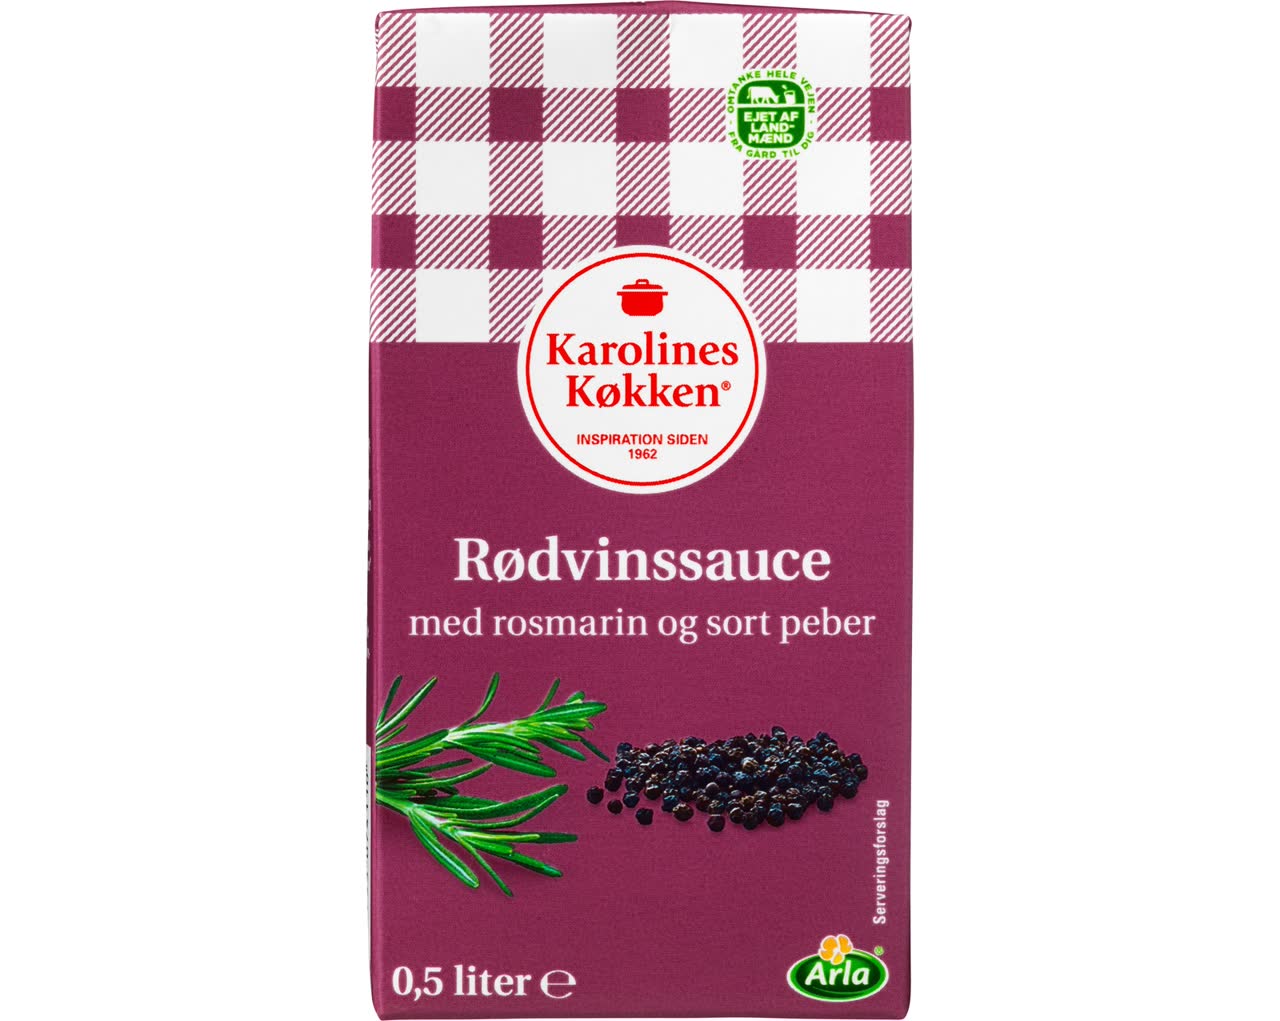 OMTANKE HELE VEJEN
EJET AF
LAND-
MÆND
FRA GÅRD TIL DIG
Karolines
Køkken®
INSPIRATION SIDEN
1962
Rødvinssauce
med rosmarin og sort peber
Serveringsforslag
0,5 liter ℮
Arla®